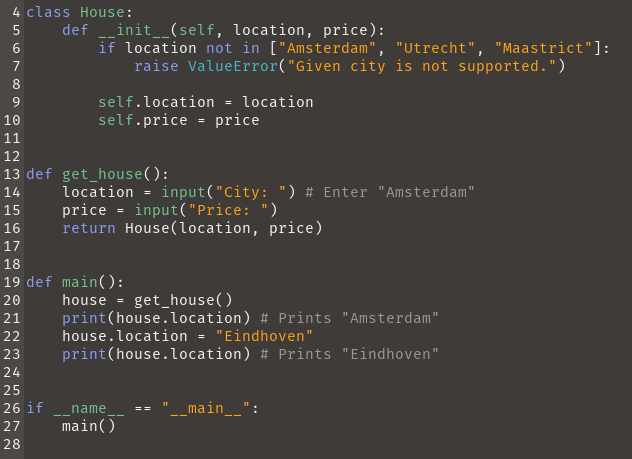 4 class House:
5     def __init__(self, location, price):
6         if location not in ["Amsterdam", "Utrecht", "Maastrict"]:
7             raise ValueError("Given city is not supported.")
8
9         self.location = location
10         self.price = price
11
12
13 def get_house():
14     location = input("City: ") # Enter "Amsterdam"
15     price = input("Price: ")
16     return House(location, price)
17
18
19 def main():
20     house = get_house()
21     print(house.location) # Prints "Amsterdam"
22     house.location = "Eindhoven"
23     print(house.location) # Prints "Eindhoven"
24
25
26 if __name__ == "__main__":
27     main()
28